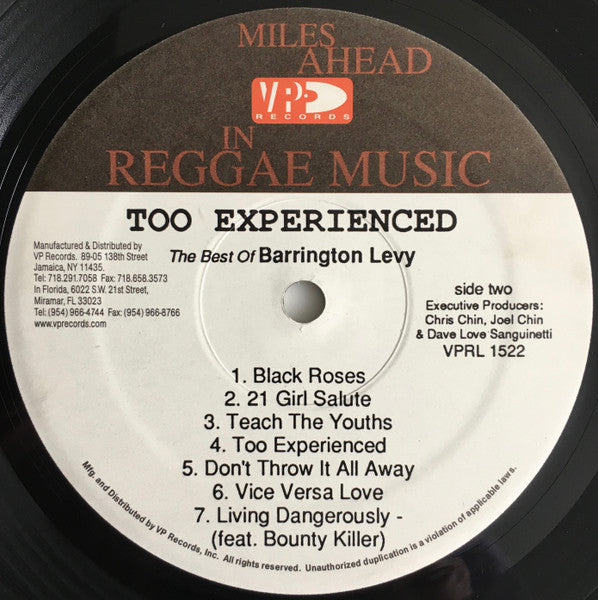 MILES
AHEAD
VP
RECORDS
IN
REGGAE MUSIC
TOO EXPERIENCED
The Best Of Barrington Levy
Manufactured & Distributed by
VP Records. 89-05 138th Street
Jamaica, NY 11435.
Tel: 718.291.7058 Fax: 718.658.3573
In Florida, 6022 S.W. 21st Street,
Miramar, FL 33023
Tel: (954) 966-4744 Fax: (954) 966-8766
www.vprecords.com
side two
Executive Producers:
Chris Chin, Joel Chin
& Dave Love Sanguinetti
VPRL 1522
1. Black Roses
2. 21 Girl Salute
3. Teach The Youths
4. Too Experienced
5. Don't Throw It All Away
6. Vice Versa Love
7. Living Dangerously -
(feat. Bounty Killer)
Mfg. and Distributed by VP Records, Inc. All rights reserved. Unauthorized duplication is a violation of applicable laws.